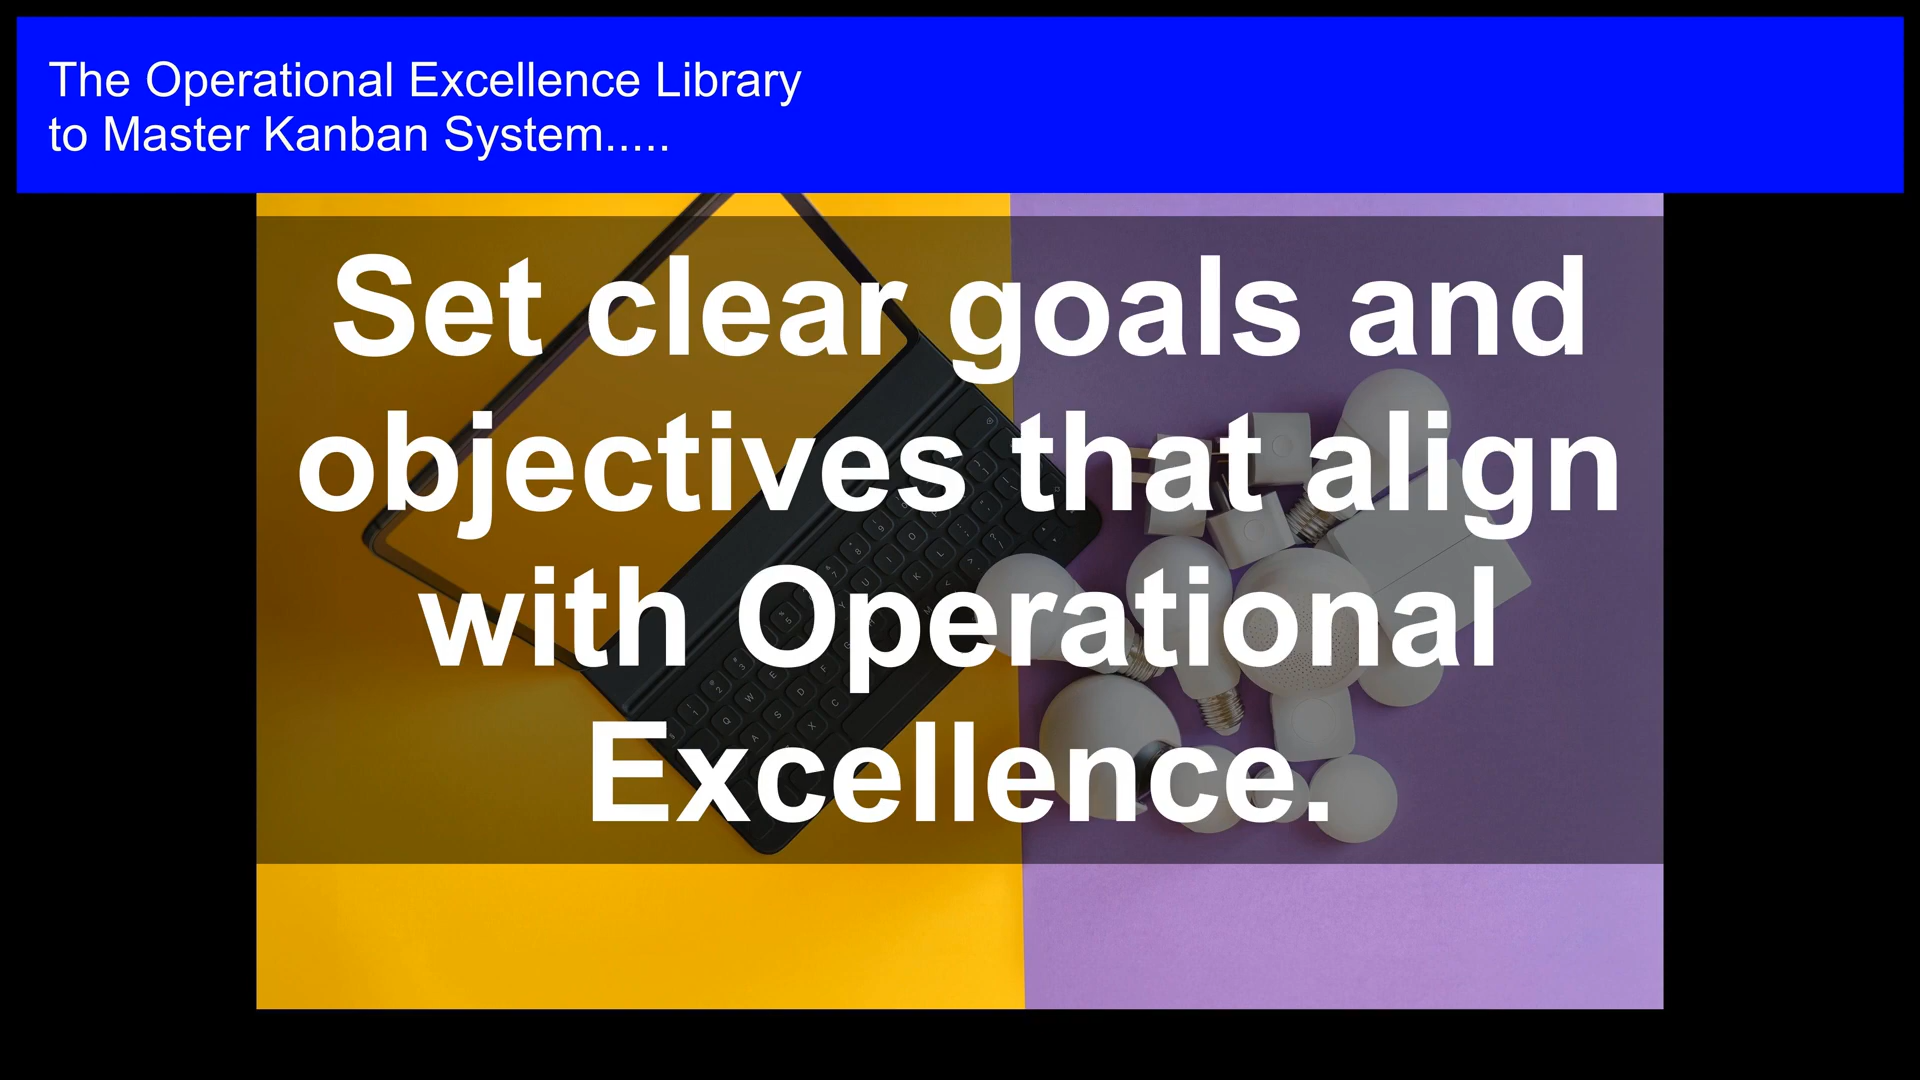 The Operational Excellence Library
to Master Kanban System.....
Set clear goals and
objectives that align
with Operational
Excellence.